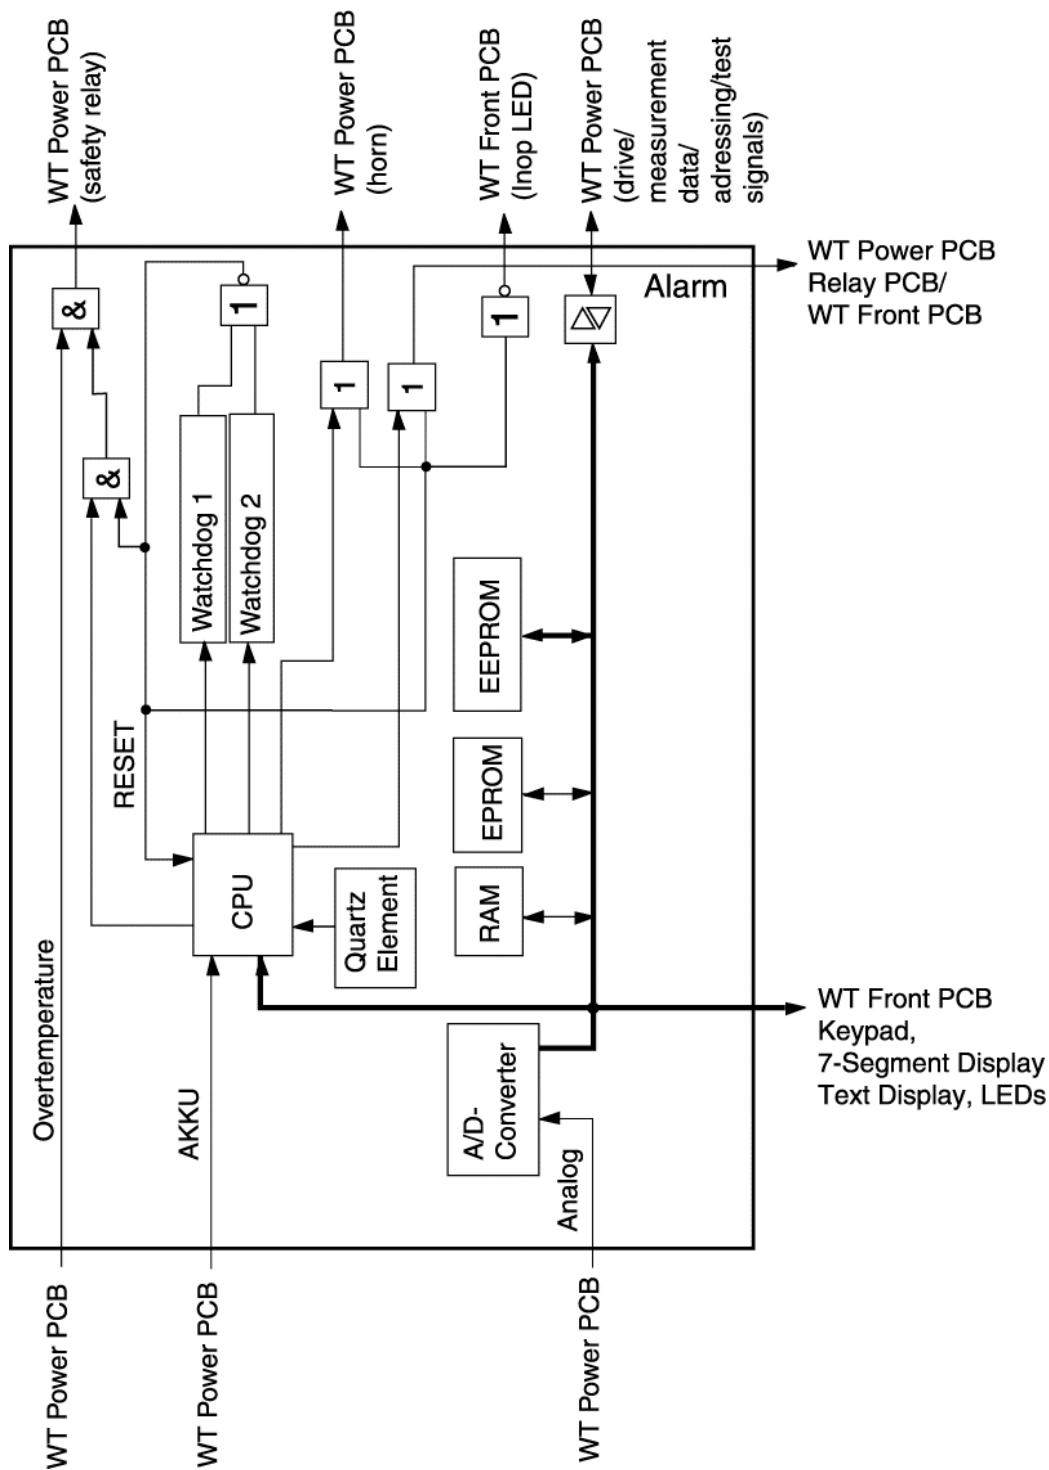 WT Power PCB
(safety relay)
WT Power PCB
(horn)
WT Front PCB
(Inop LED)
WT Power PCB
(drive/
measurement
data/
adressing/test
signals)
WT Power PCB
Relay PCB/
WT Front PCB
Alarm
&
1
1
1
1
&
Watchdog 1
Watchdog 2
RESET
EEPROM
EPROM
RAM
CPU
Quartz
Element
Overtemperature
AKKU
A/D-
Converter
Analog
WT Front PCB
Keypad,
7-Segment Display
Text Display, LEDs
WT Power PCB
WT Power PCB
WT Power PCB